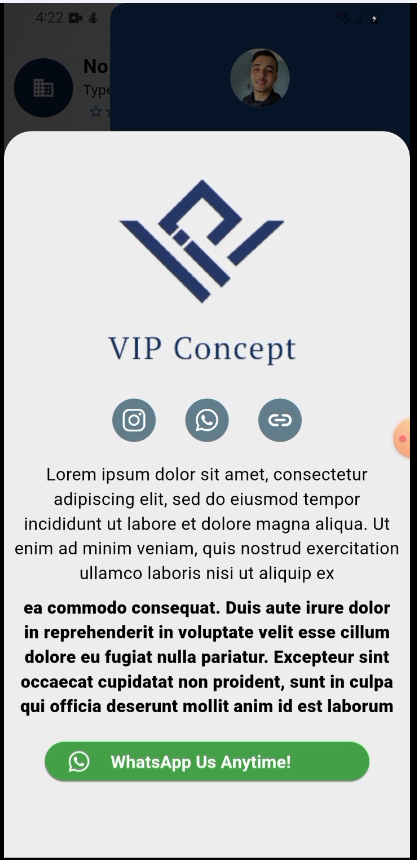 4:22
No
Type
VIP Concept
Lorem ipsum dolor sit amet, consectetur
adipiscing elit, sed do eiusmod tempor
incididunt ut labore et dolore magna aliqua. Ut
enim ad minim veniam, quis nostrud exercitation
ullamco laboris nisi ut aliquip ex
ea commodo consequat. Duis aute irure dolor
in reprehenderit in voluptate velit esse cillum
dolore eu fugiat nulla pariatur. Excepteur sint
occaecat cupidatat non proident, sunt in culpa
qui officia deserunt mollit anim id est laborum
WhatsApp Us Anytime!